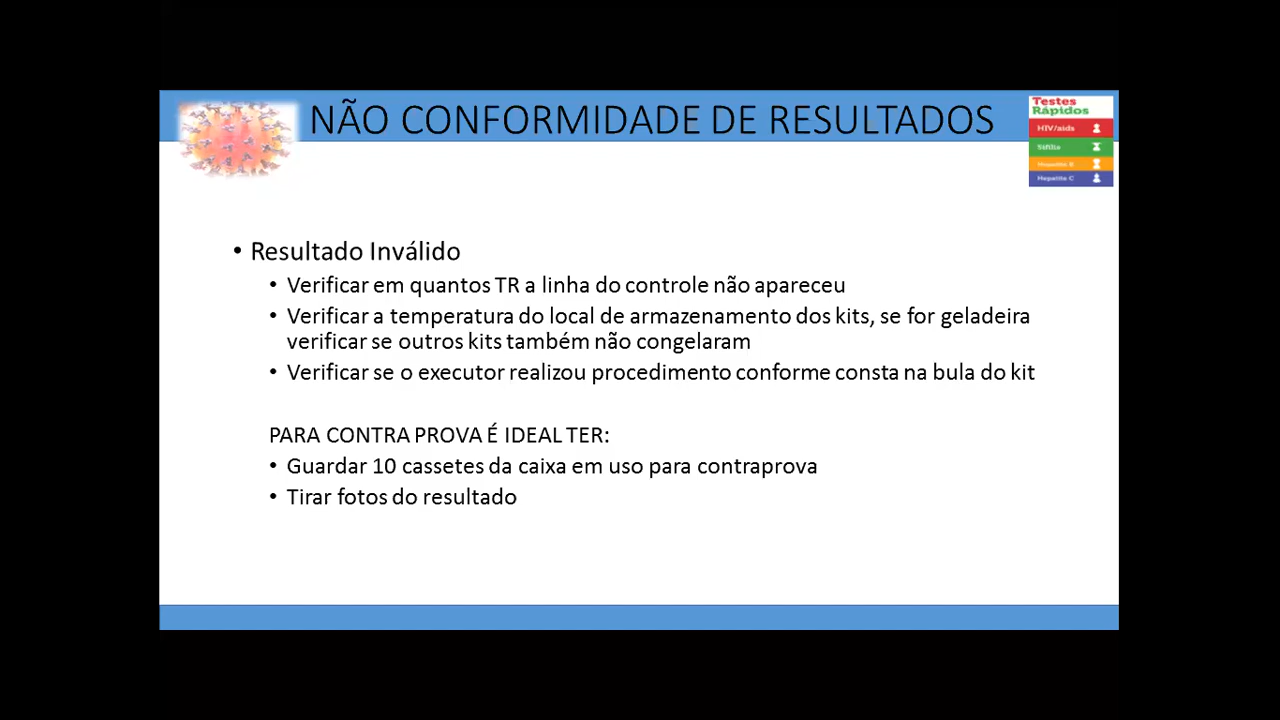 NÃO CONFORMIDADE DE RESULTADOS
Testes
Rápidos
HIV/aids
Sífilis
Hepatite B
Hepatite C
• Resultado Inválido
• Verificar em quantos TR a linha do controle não apareceu
• Verificar a temperatura do local de armazenamento dos kits, se for geladeira
verificar se outros kits também não congelaram
• Verificar se o executor realizou procedimento conforme consta na bula do kit
PARA CONTRA PROVA É IDEAL TER:
• Guardar 10 cassetes da caixa em uso para contraprova
• Tirar fotos do resultado